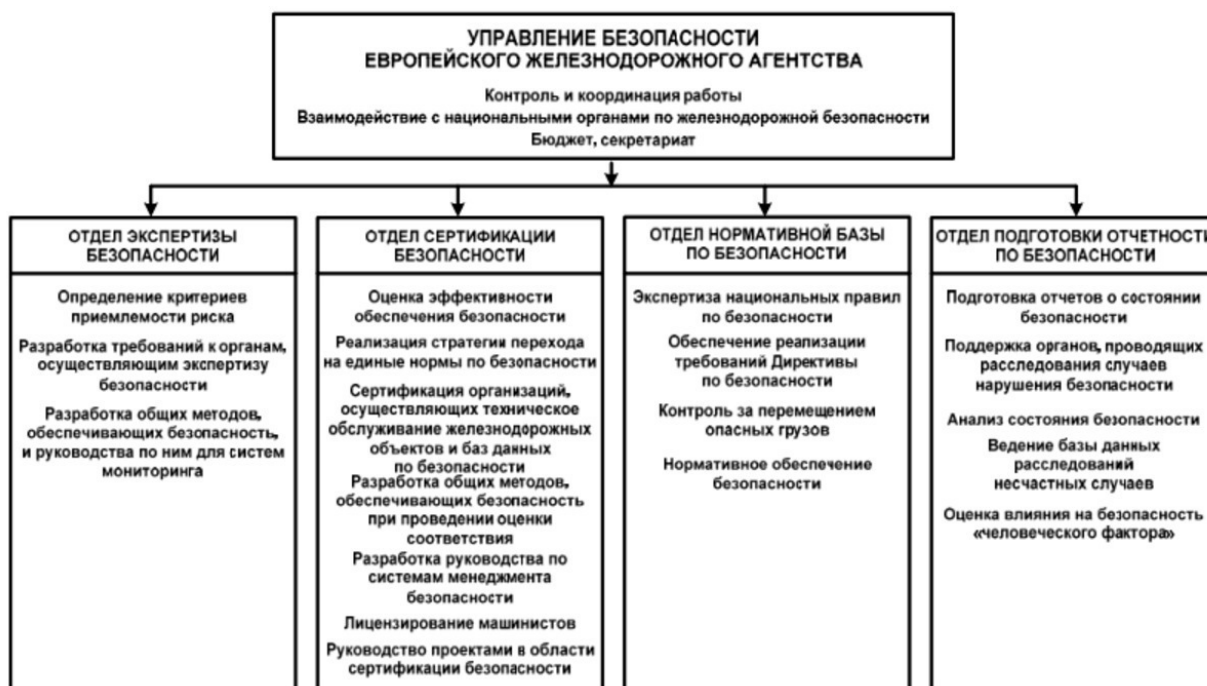 УПРАВЛЕНИЕ БЕЗОПАСНОСТИ
ЕВРОПЕЙСКОГО ЖЕЛЕЗНОДОРОЖНОГО АГЕНТСТВА
Контроль и координация работы
Взаимодействие с национальными органами по железнодорожной безопасности
Бюджет, секретариат
ОТДЕЛ ЭКСПЕРТИЗЫ
БЕЗОПАСНОСТИ
Определение критериев
приемлемости риска
Разработка требований к органам,
осуществляющим экспертизу
безопасности
Разработка общих методов,
обеспечивающих безопасность,
и руководства по ним для систем
мониторинга
ОТДЕЛ СЕРТИФИКАЦИИ
БЕЗОПАСНОСТИ
Оценка эффективности
обеспечения безопасности
Реализация стратегии перехода
на единые нормы по безопасности
Сертификация организаций,
осуществляющих техническое
обслуживание железнодорожных
объектов и баз данных
по безопасности
Разработка общих методов,
обеспечивающих безопасность
при проведении оценки
соответствия
Разработка руководства по
системам менеджмента
безопасности
Лицензирование машинистов
Руководство проектами в области
сертификации безопасности
ОТДЕЛ НОРМАТИВНОЙ БАЗЫ
ПО БЕЗОПАСНОСТИ
Экспертиза национальных правил
по безопасности
Обеспечение реализации
требований Директивы
по безопасности
Контроль за перемещением
опасных грузов
Нормативное обеспечение
безопасности
ОТДЕЛ ПОДГОТОВКИ ОТЧЕТНОСТИ
ПО БЕЗОПАСНОСТИ
Подготовка отчетов о состоянии
безопасности
Поддержка органов, проводящих
расследования случаев
нарушения безопасности
Анализ состояния безопасности
Ведение базы данных
расследований
несчастных случаев
Оценка влияния на безопасность
«человеческого фактора»